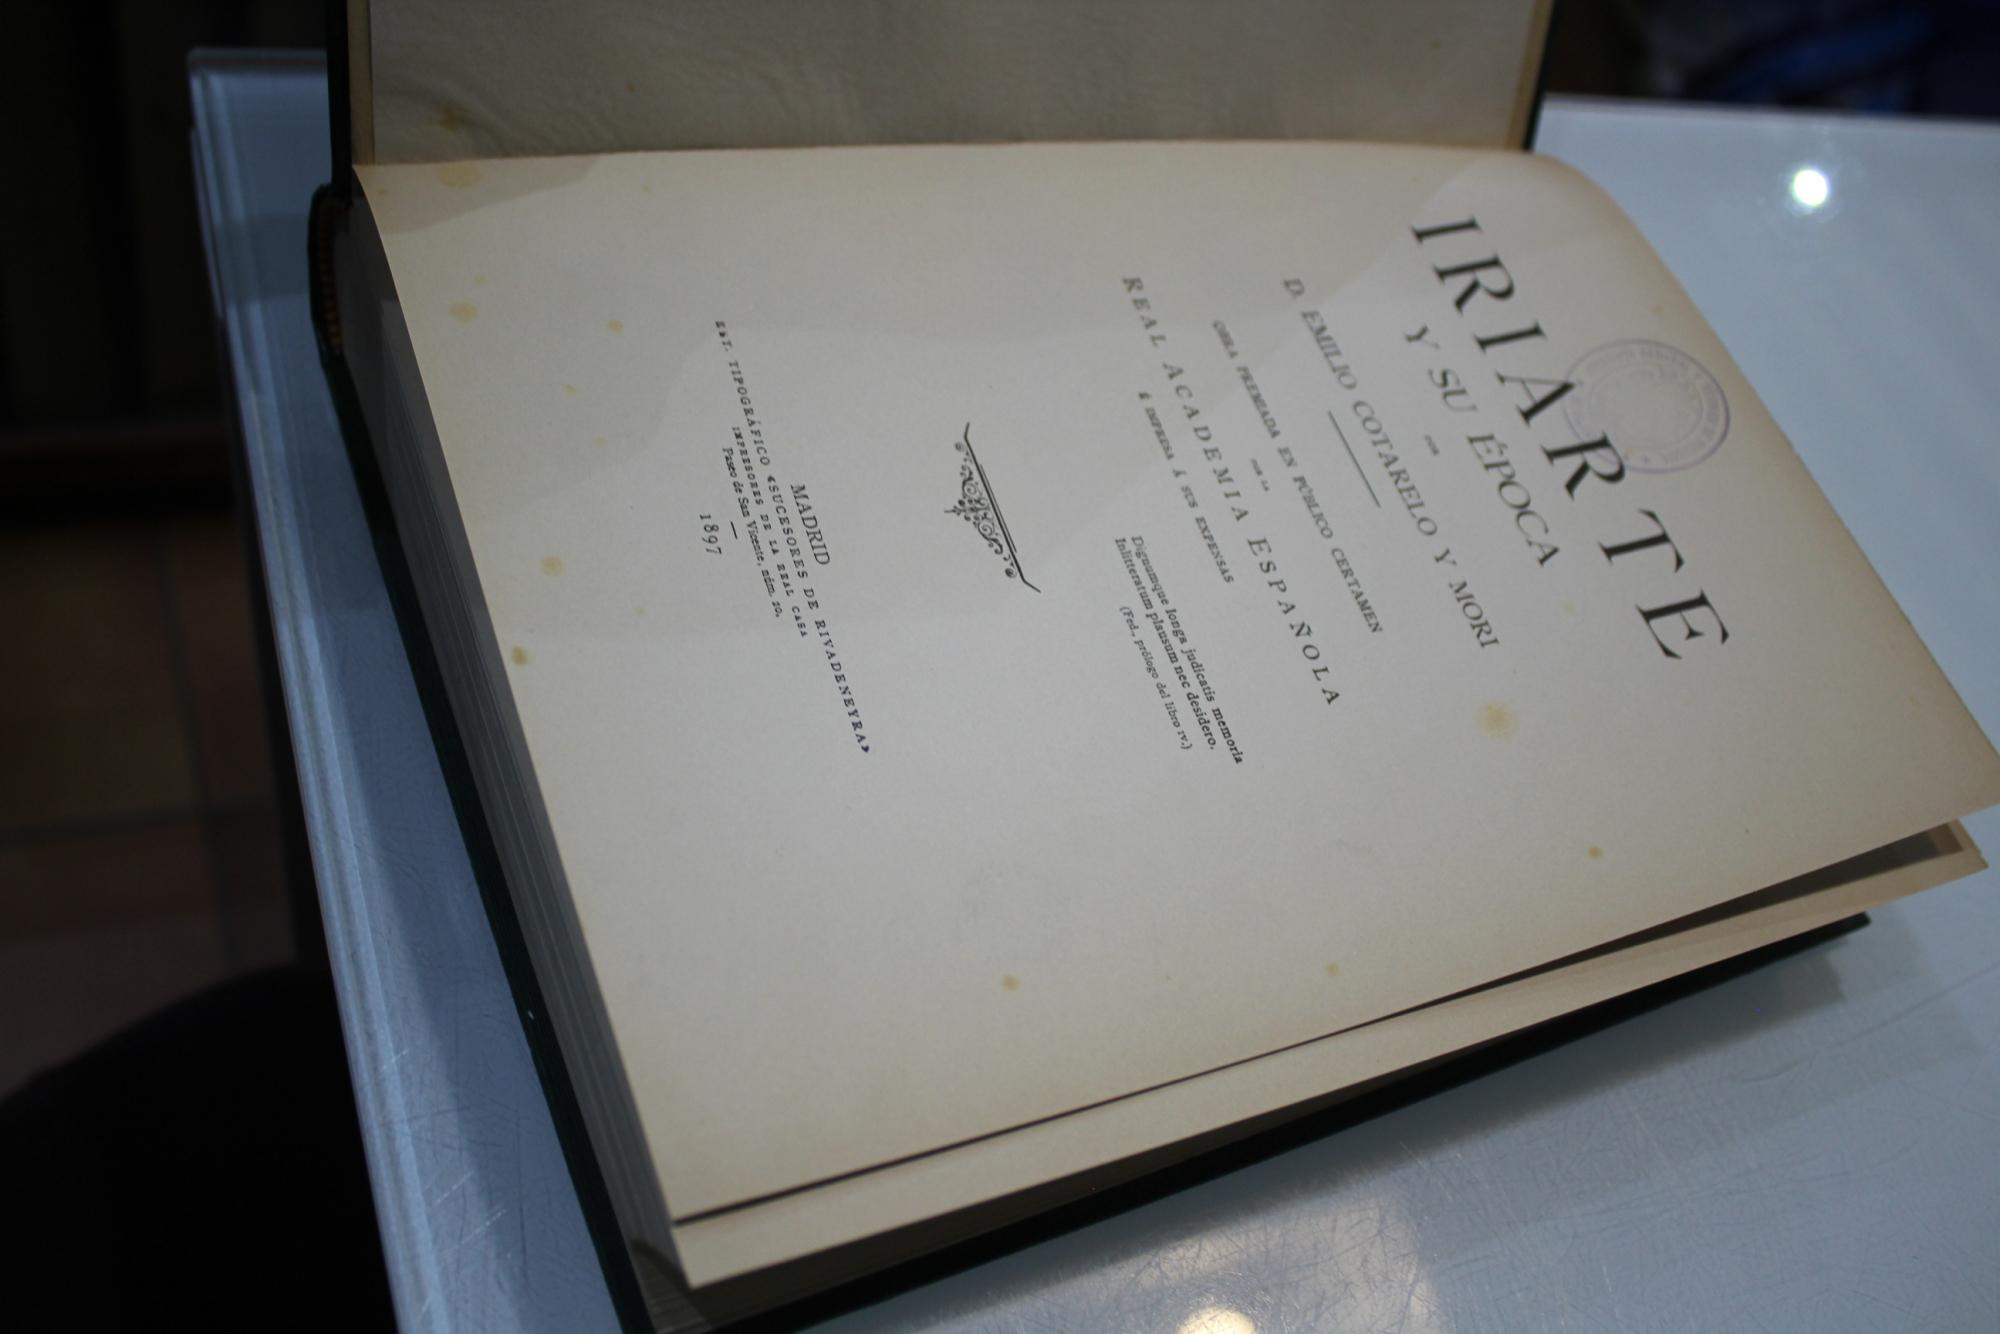 IRIARTE
Y SU ÉPOCA
POR
D. EMILIO COTARELO Y MORI
OBRA PREMIADA EN PÚBLICO CERTAMEN
POR LA
REAL ACADEMIA ESPAÑOLA
É IMPRESA Á SUS EXPENSAS
Dignumque longa judicatis memoria
Inlitteratum plausum nec desidero.
(Fed., prólogo del libro IV.)
MADRID
EST. TIPOGRÁFICO «SUCESORES DE RIVADENEYRA»
IMPRESORES DE LA REAL CASA
Paseo de San Vicente, núm. 20.
1897